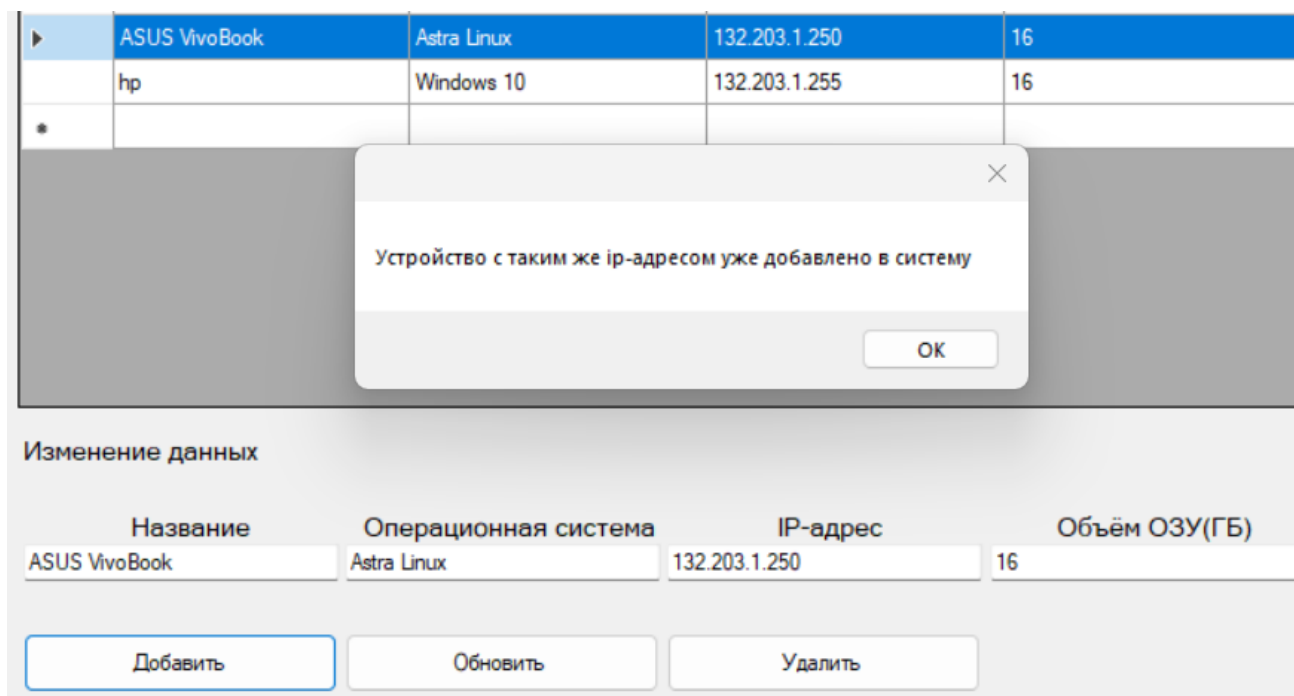 ASUS VivoBook Astra Linux 132.203.1.250 16
hp Windows 10 132.203.1.255 16
Устройство с таким же ip-адресом уже добавлено в систему
OK
Изменение данных
Название Операционная система IP-адрес Объём ОЗУ(ГБ)
ASUS VivoBook Astra Linux 132.203.1.250 16
Добавить Обновить Удалить